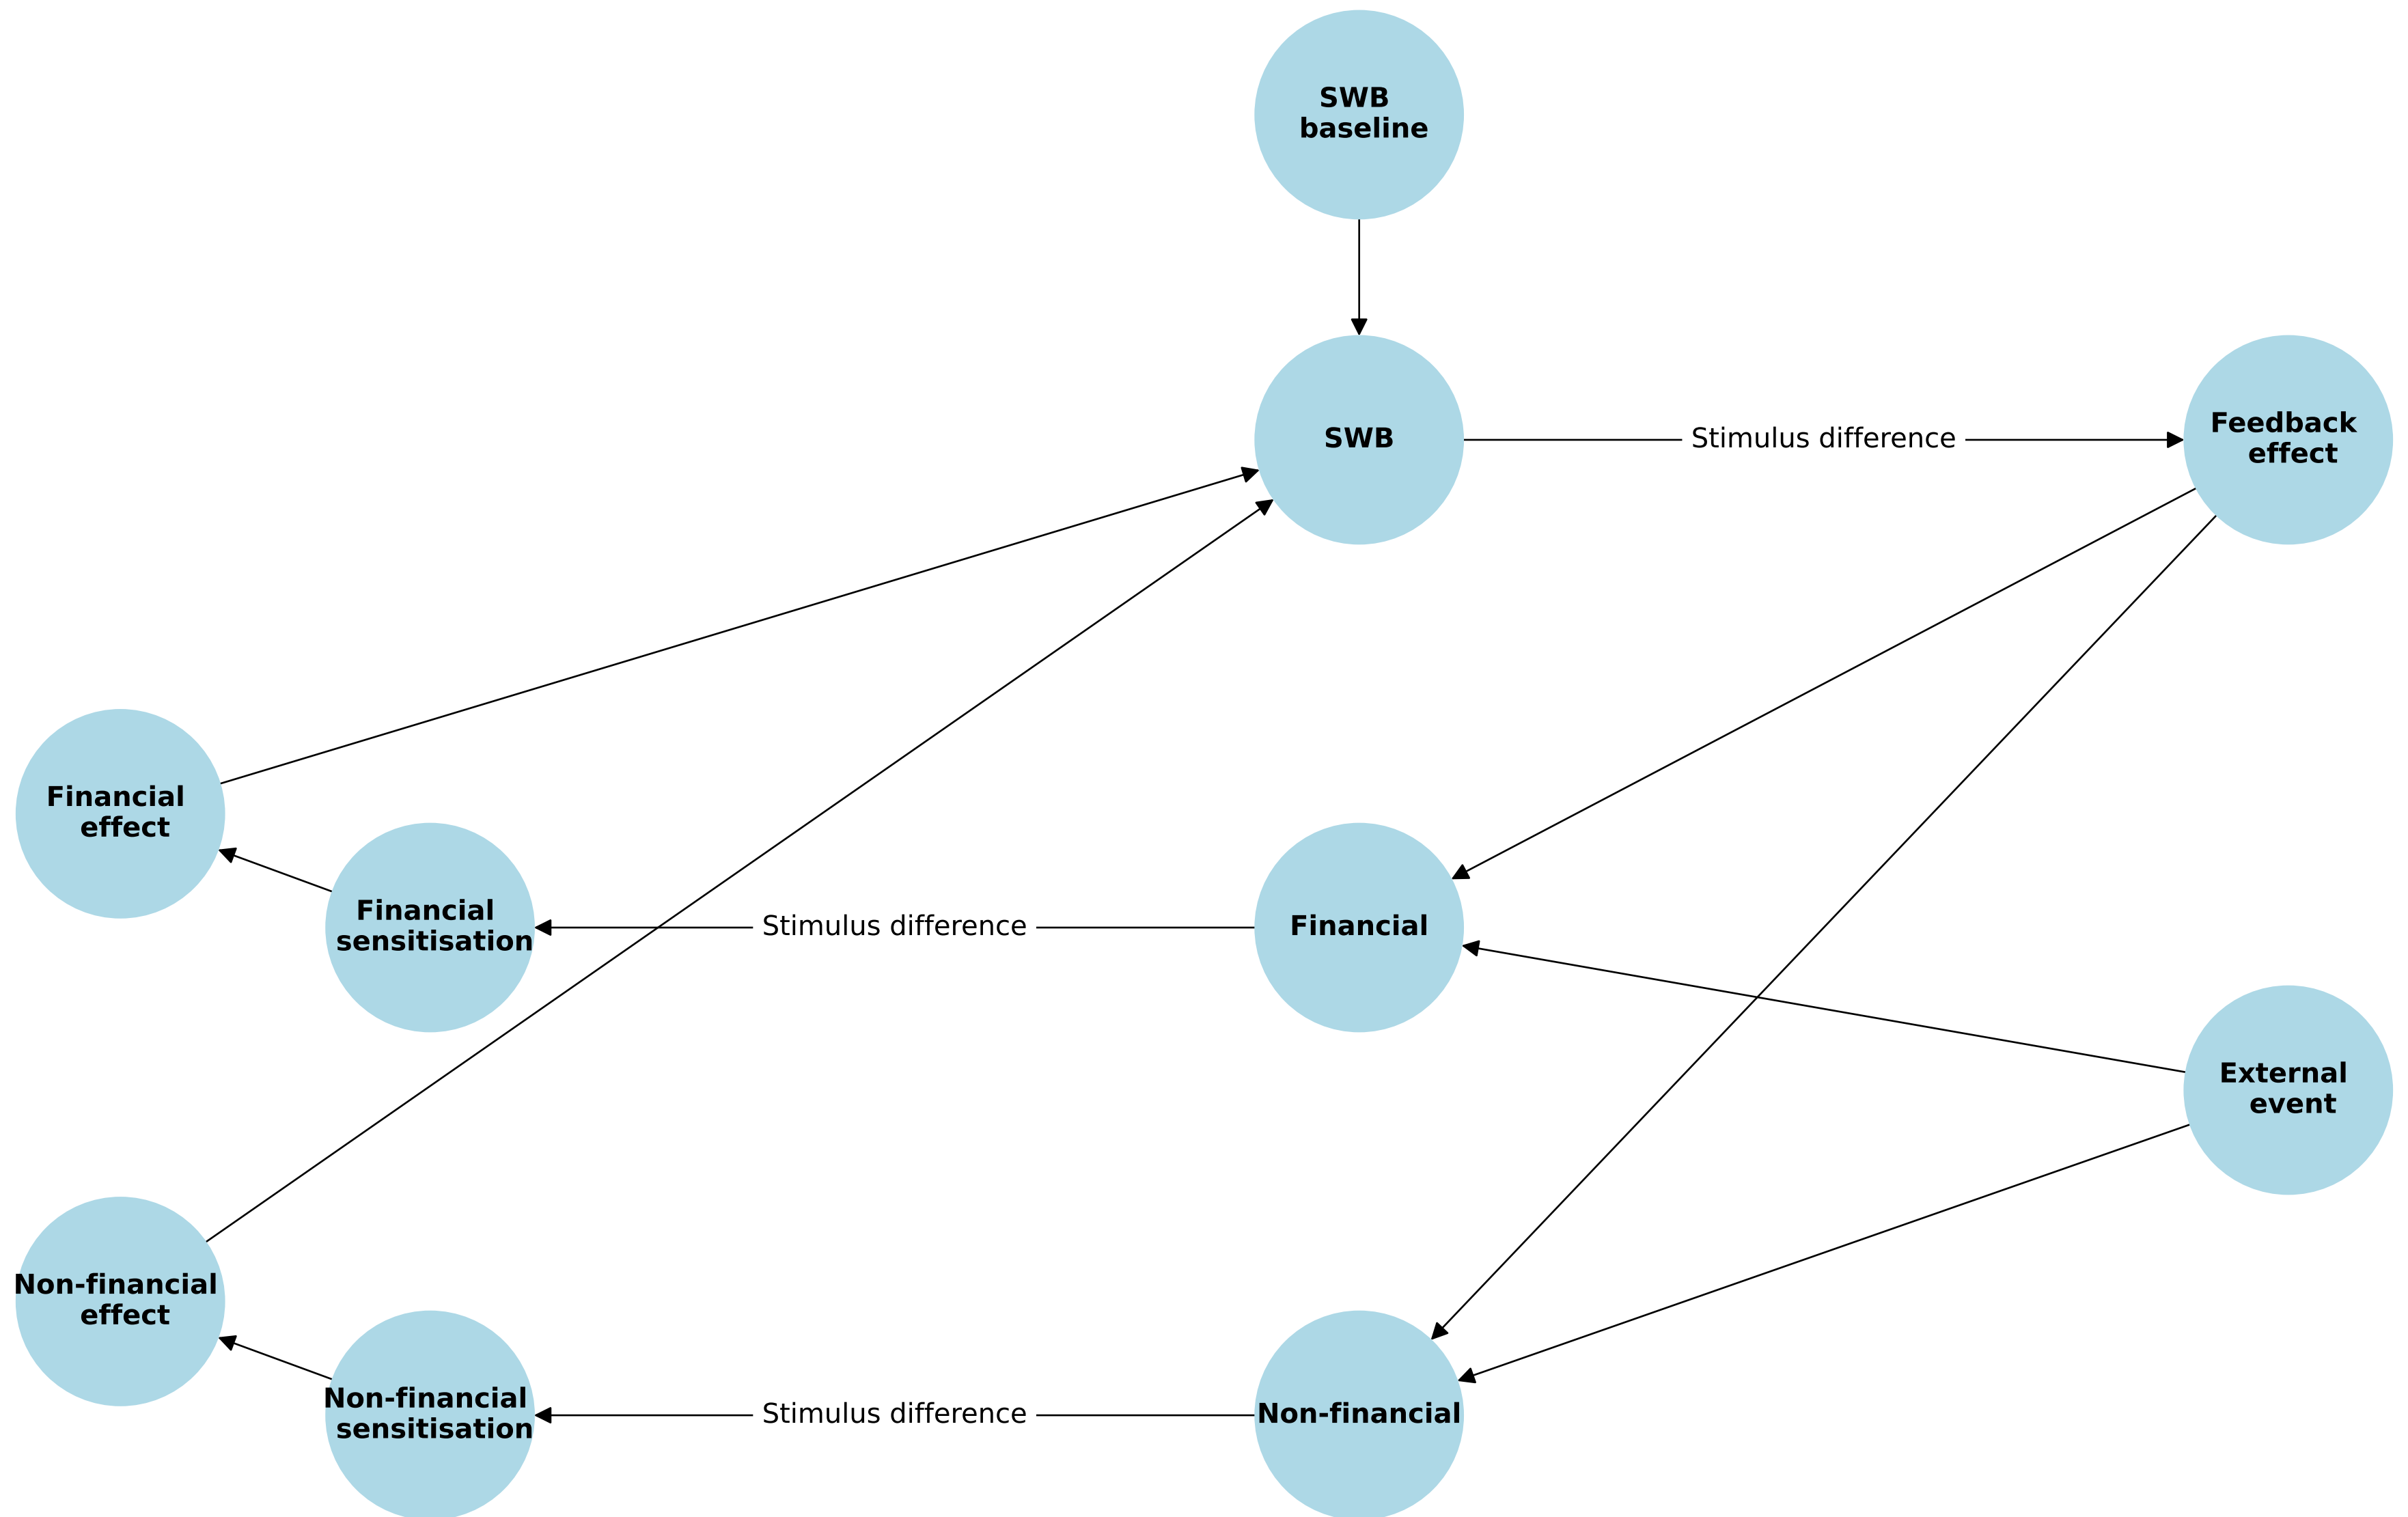 SWB
baseline
SWB
Stimulus difference
Feedback
effect
Financial
effect
Financial
sensitisation
Stimulus difference
Financial
External
event
Non-financial
effect
Non-financial
sensitisation
Stimulus difference
Non-financial